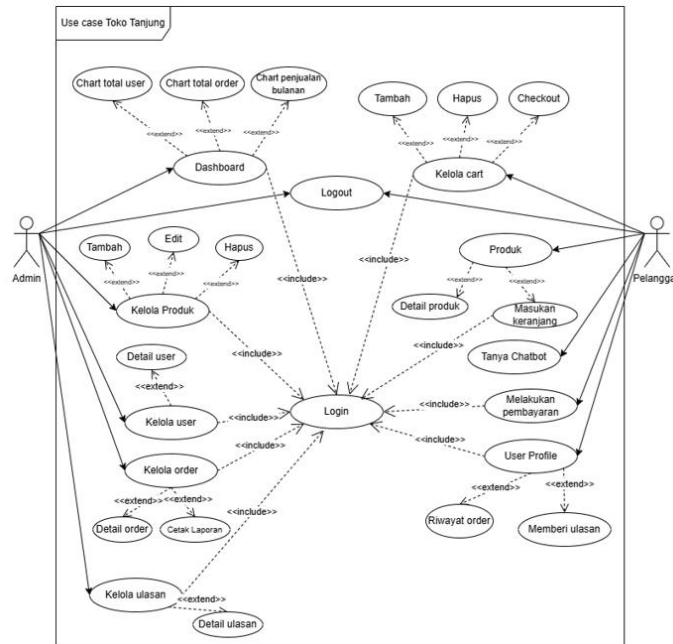 Use case Toko Tanjung
Chart total user
Chart total order
Chart penjualan
bulanan
<<extend>>
<<extend>>
<<extend>>
Dashboard
Tambah
Hapus
Checkout
<<extend>>
<<extend>>
<<extend>>
Kelola cart
Logout
Admin
Pelangga
Tambah
Edit
Hapus
<<extend>>
<<extend>>
<<extend>>
Kelola Produk
<<include>>
<<include>>
Produk
<<extend>>
<<extend>>
Detail produk
Masukan
keranjang
<<include>>
<<include>>
Tanya Chatbot
Detail user
<<extend>>
Kelola user
<<include>>
Login
<<include>>
Melakukan
pembayaran
Kelola order
<<include>>
<<include>>
User Profile
<<extend>>
<<extend>>
Detail order
Cetak Laporan
<<include>>
<<extend>>
<<extend>>
Riwayat order
Memberi ulasan
Kelola ulasan
<<extend>>
Detail ulasan